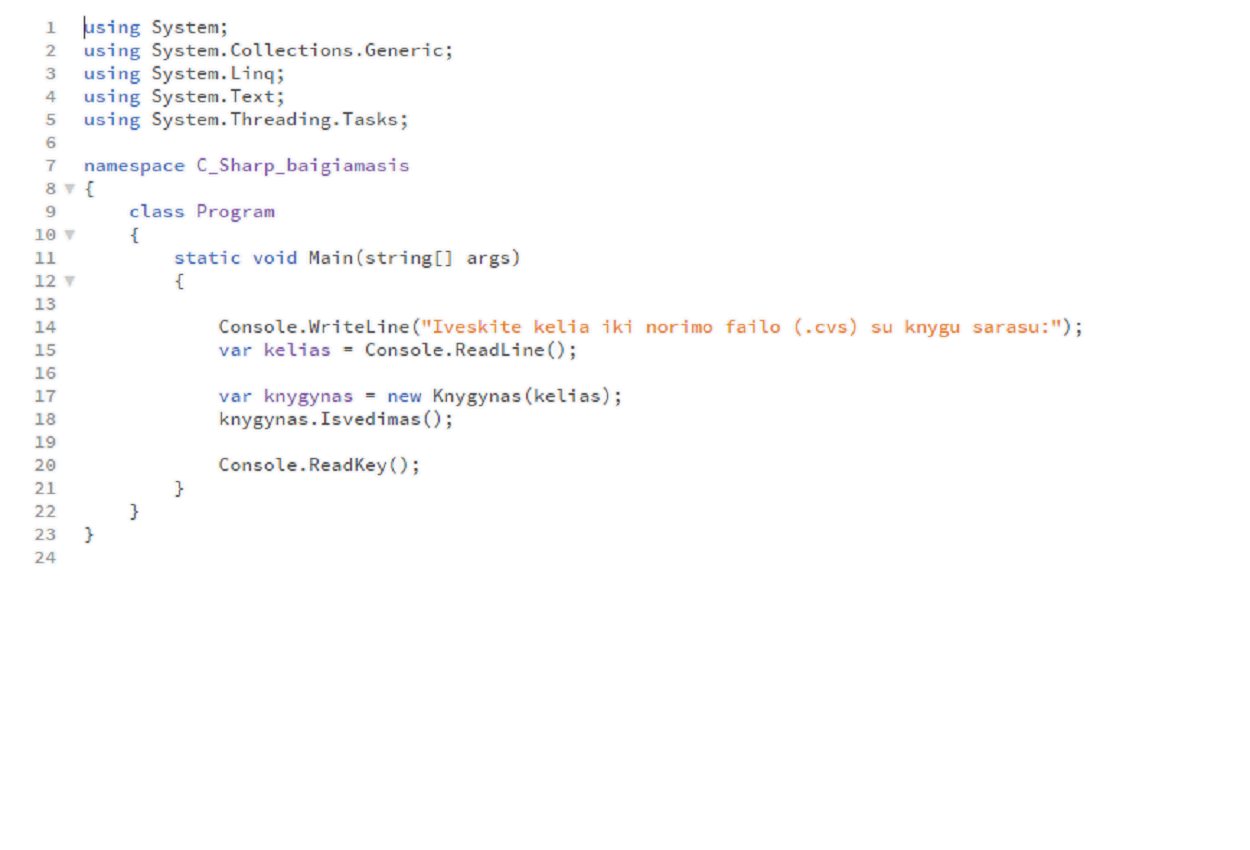 1 using System;
2 using System.Collections.Generic;
3 using System.Linq;
4 using System.Text;
5 using System.Threading.Tasks;
6
7 namespace C_Sharp_baigiamasis
8 {
9     class Program
10     {
11         static void Main(string[] args)
12         {
13
14             Console.WriteLine("Iveskite kelia iki norimo failo (.cvs) su knygu sarasu:");
15             var kelias = Console.ReadLine();
16
17             var knygynas = new Knygynas(kelias);
18             knygynas.Isvedimas();
19
20             Console.ReadKey();
21         }
22     }
23 }
24